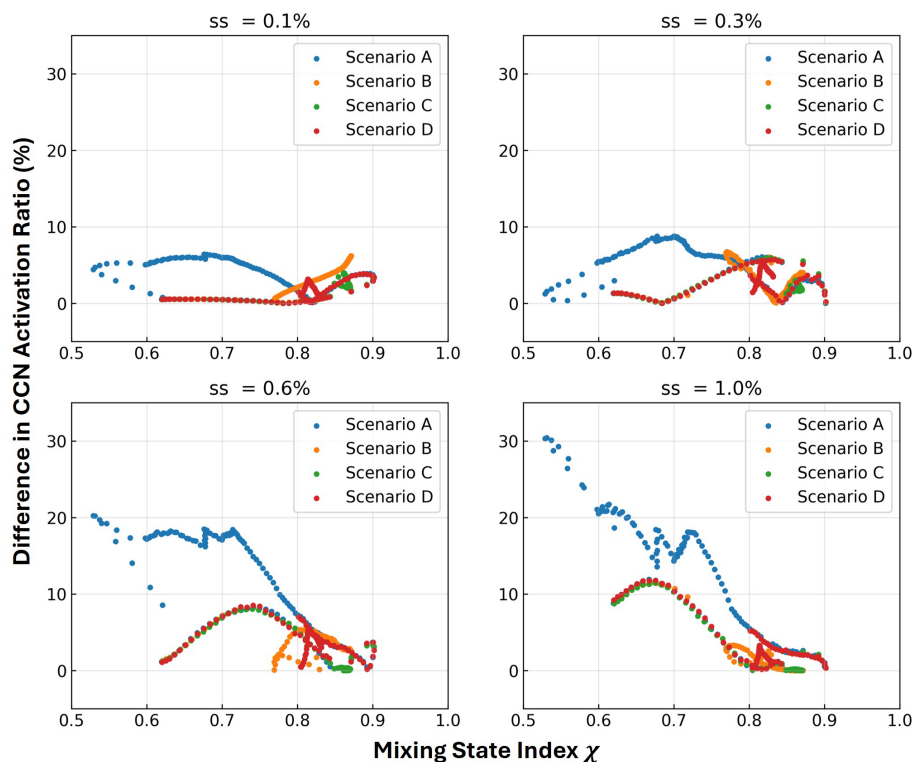 ss = 0.1%
ss = 0.3%
30
20
10
0
Scenario A
Scenario B
Scenario C
Scenario D
0.5 0.6 0.7 0.8 0.9 1.0
30
20
10
0
Scenario A
Scenario B
Scenario C
Scenario D
0.5 0.6 0.7 0.8 0.9 1.0
Difference in CCN Activation Ratio (%)
ss = 0.6%
ss = 1.0%
30
20
10
0
Scenario A
Scenario B
Scenario C
Scenario D
0.5 0.6 0.7 0.8 0.9 1.0
30
20
10
0
Scenario A
Scenario B
Scenario C
Scenario D
0.5 0.6 0.7 0.8 0.9 1.0
Mixing State Index χ